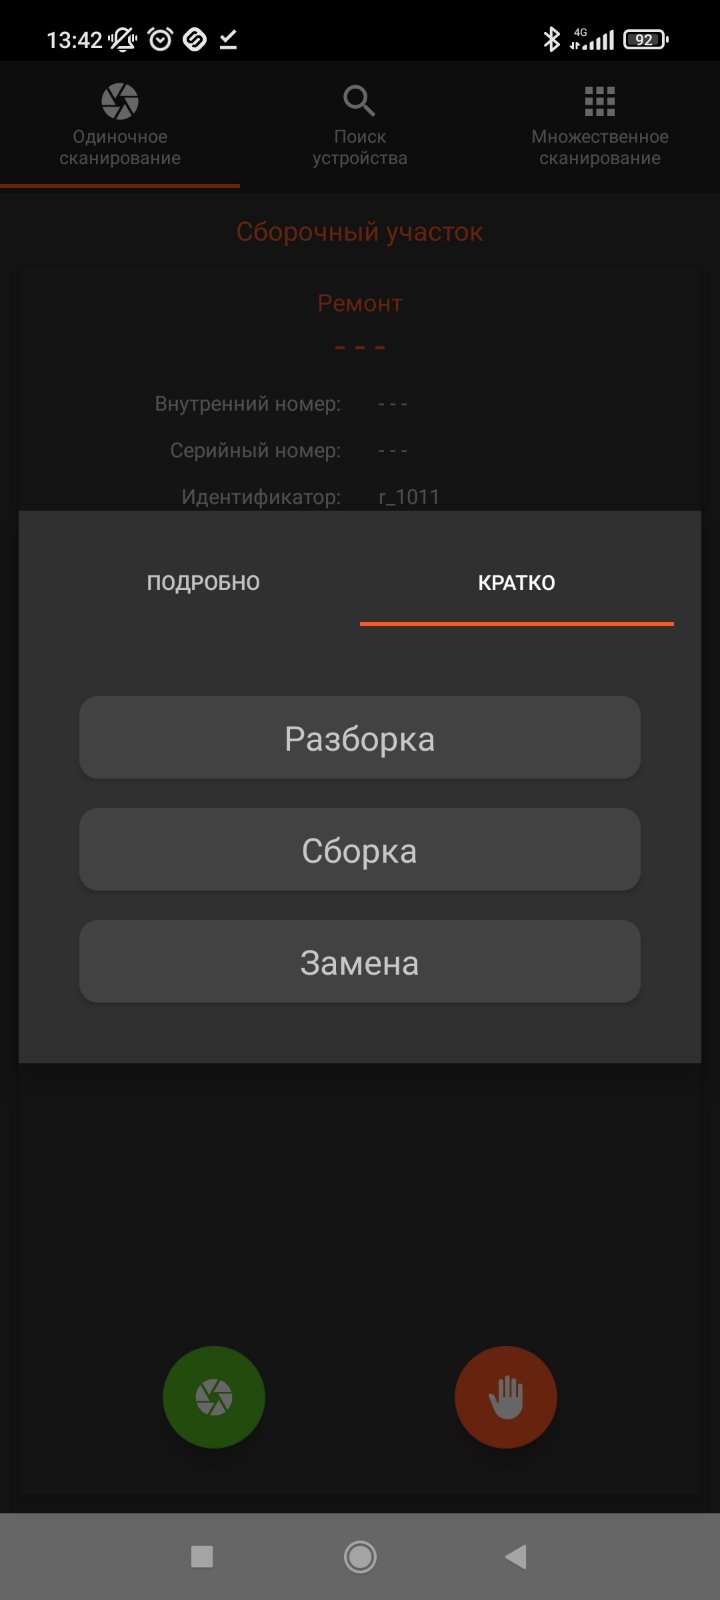 13:42
4G
92
Одиночное
сканирование
Поиск
устройства
Множественное
сканирование
Сборочный участок
Ремонт
- - -
Внутренний номер: - - -
Серийный номер: - - -
Идентификатор: r_1011
ПОДРОБНО
КРАТКО
Разборка
Сборка
Замена